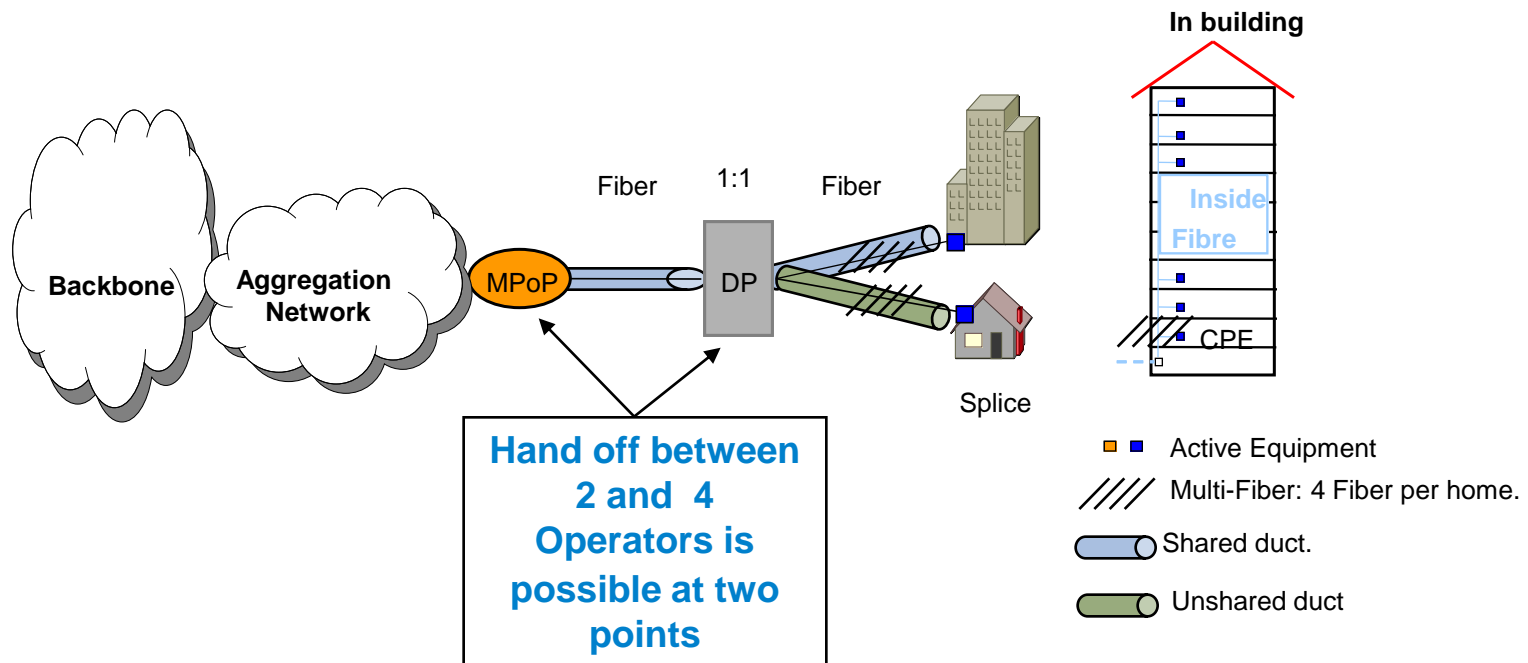 In building
Fiber
1:1
Fiber
Inside
Fibre
Backbone
Aggregation
Network
MPoP
DP
CPE
Splice
Hand off between
2 and 4
Operators is
possible at two
points
Active Equipment
Multi-Fiber: 4 Fiber per home.
Shared duct.
Unshared duct